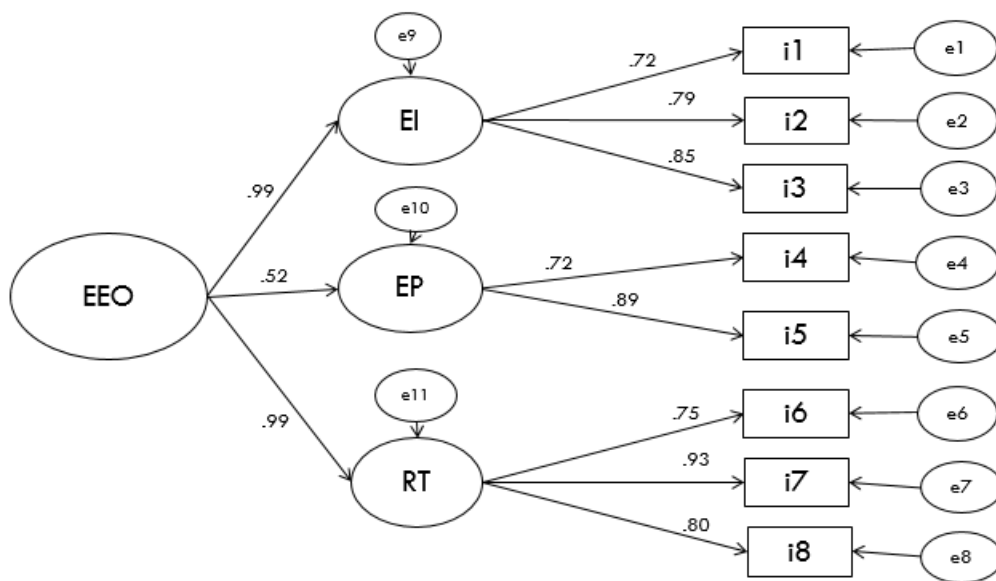 e9
EI
.72
i1
e1
.79
i2
e2
.85
i3
e3
.99
e10
EEO
.52
EP
.72
i4
e4
.89
i5
e5
.99
e11
RT
.75
i6
e6
.93
i7
e7
.80
i8
e8